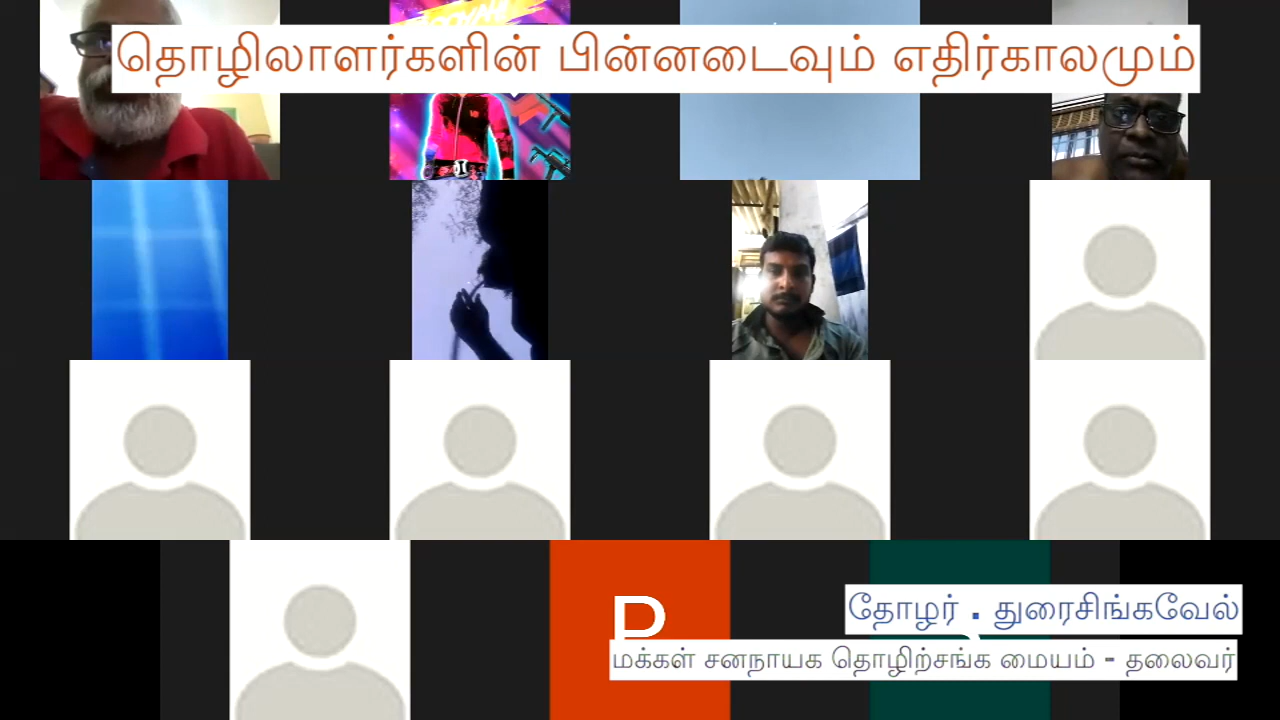 தொழிலாளர்களின் பின்னடைவும் எதிர்காலமும்
P
தோழர் . துரைசிங்கவேல்
மக்கள் சனநாயக தொழிற்சங்க மையம் - தலைவர்